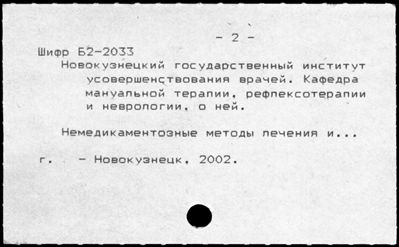 - 2 -
Шифр Б2-2033
Новокузнецкий государственный институт
усовершенствования врачей. Кафедра
мануальной терапии, рефлексотерапии
и неврологии, о ней.
Немедикаментозные методы лечения и...
г. - Новокузнецк, 2002.